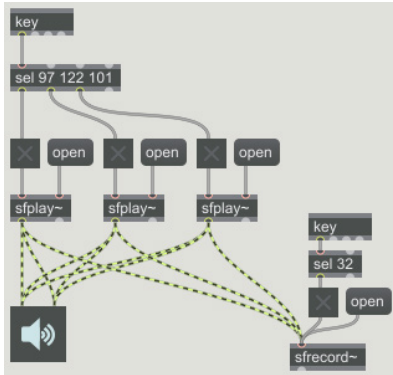 key
sel 97 122 101
open
open
open
sfplay~
sfplay~
sfplay~
key
sel 32
open
sfrecord~